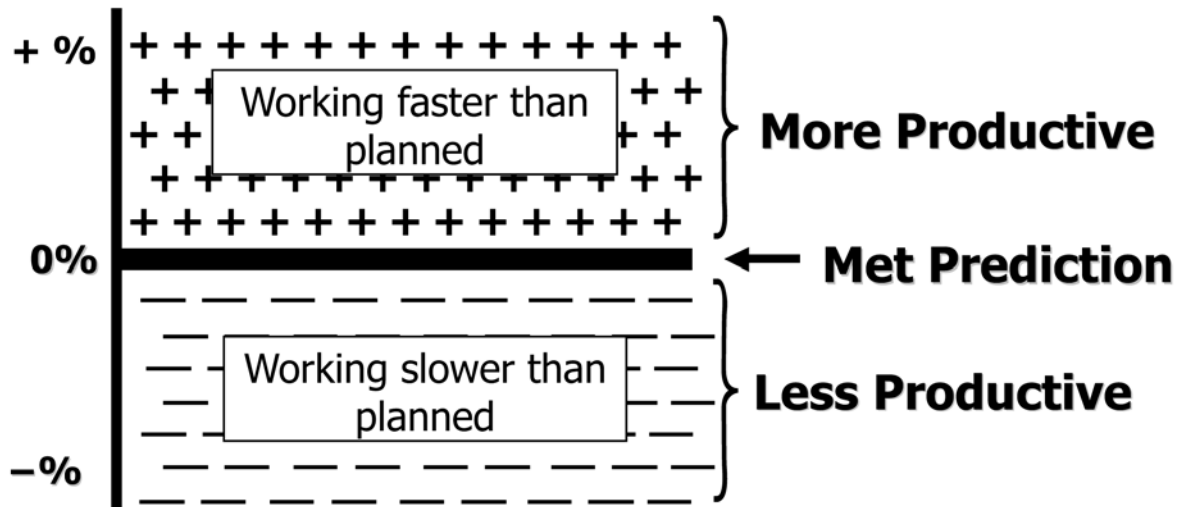 + %
Working faster than
planned
More Productive
0%
Met Prediction
Working slower than
planned
Less Productive
–%